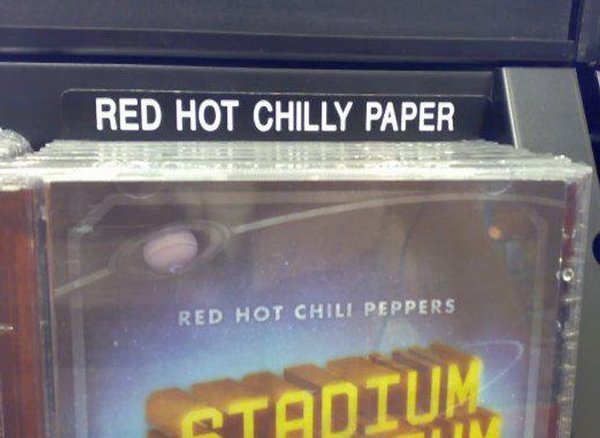 RED HOT CHILLY PAPER
RED HOT CHILI PEPPERS
STADIUM